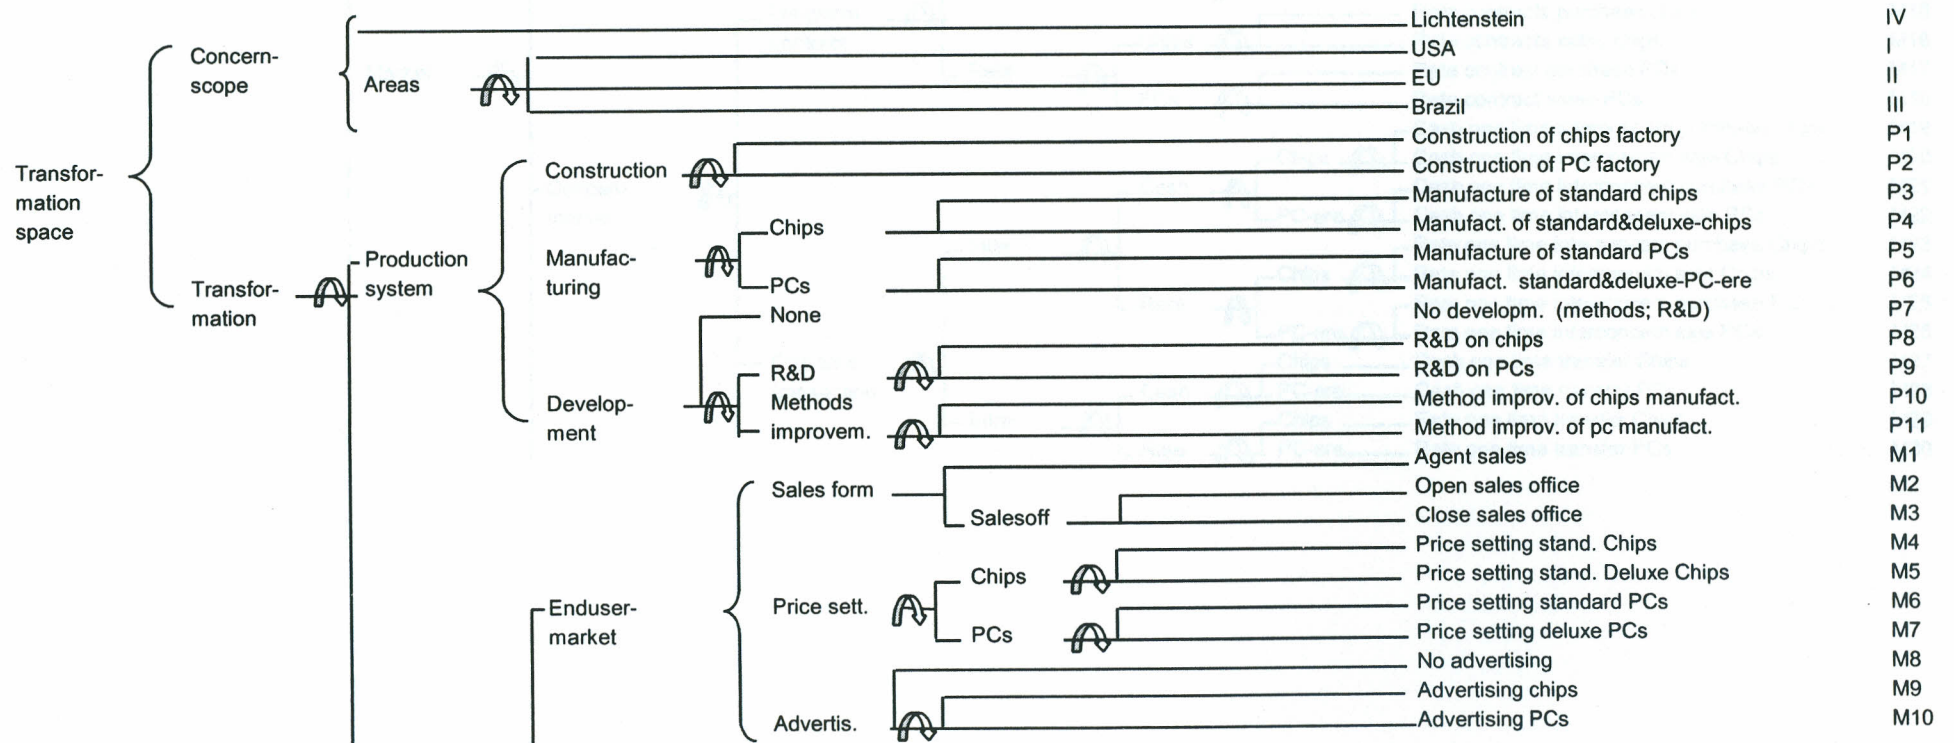 Lichtenstein IV
Concern-
scope
USA I
Areas
EU II
Brazil III
Construction of chips factory P1
Construction
Construction of PC factory P2
Transfor-
mation
space
Manufacture of standard chips P3
Chips
Manufact. of standard&deluxe-chips P4
Production
system
Manufac-
turing
Manufacture of standard PCs P5
PCs
Manufact. standard&deluxe-PC-ere P6
Transfor-
mation
None
No developm. (methods; R&D) P7
R&D on chips P8
R&D
R&D on PCs P9
Develop-
ment
Methods
improvem.
Method improv. of chips manufact. P10
Method improv. of pc manufact. P11
Agent sales M1
Sales form
Open sales office M2
Salesoff
Close sales office M3
Price setting stand. Chips M4
Chips
Price setting stand. Deluxe Chips M5
Enduser-
market
Price sett.
Price setting standard PCs M6
PCs
Price setting deluxe PCs M7
No advertising M8
Advertising chips M9
Advertis.
Advertising PCs M10